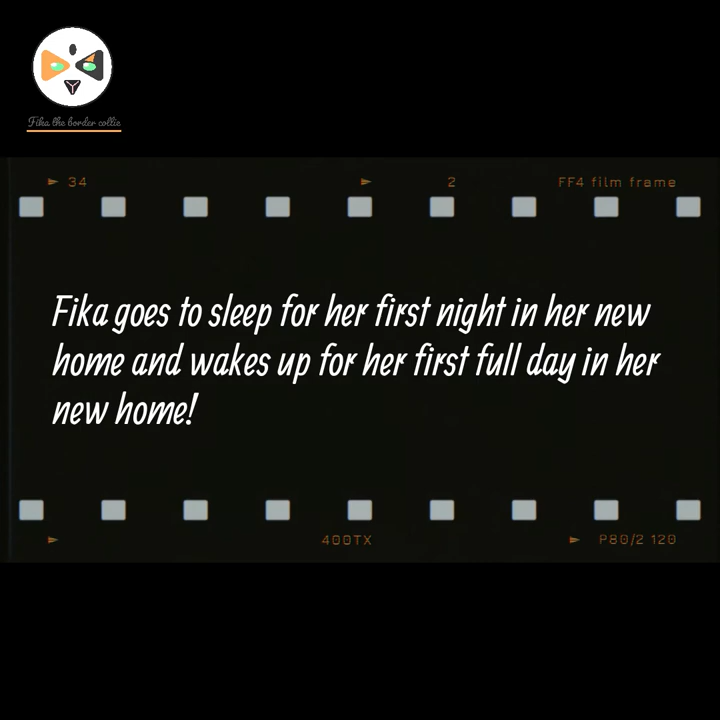 Fika the border collie
34 2 FF4 film frame
Fika goes to sleep for her first night in her new
home and wakes up for her first full day in her
new home!
400TX P80/2 120